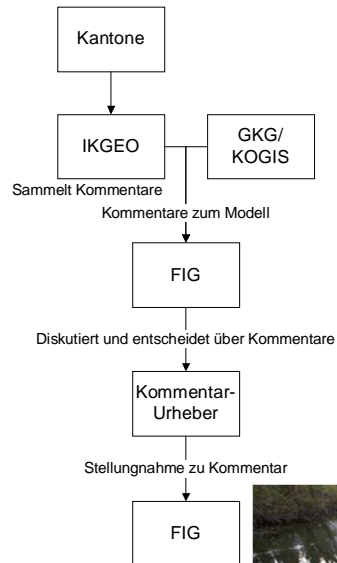 Kantone
IKGEO
GKG/
KOGIS
Sammelt Kommentare
Kommentare zum Modell
FIG
Diskutiert und entscheidet über Kommentare
Kommentar-
Urheber
Stellungnahme zu Kommentar
FIG